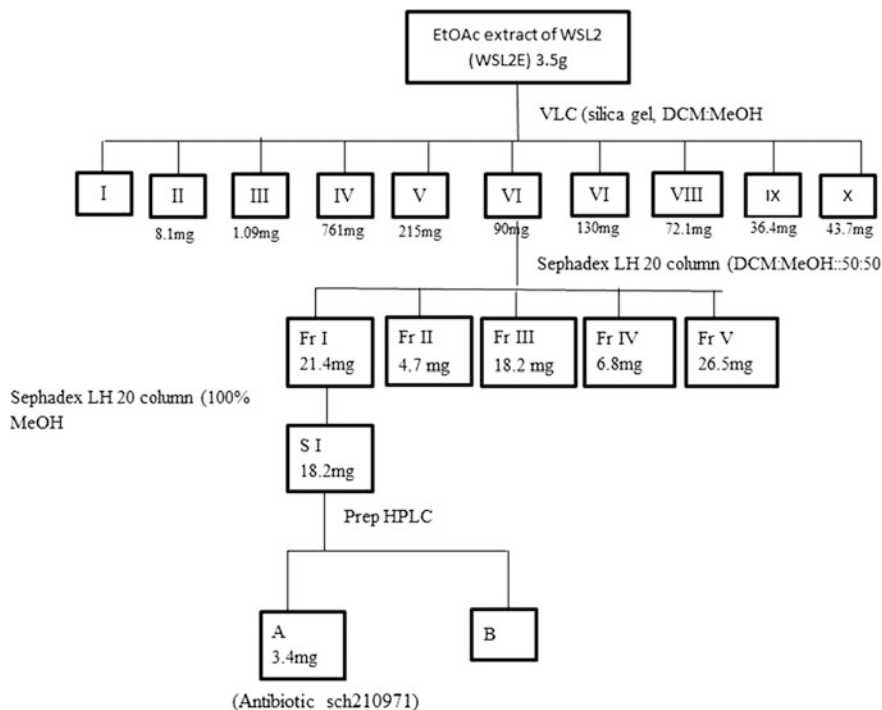 EtOAc extract of WSL2
(WSL2E) 3.5g
VLC (silica gel, DCM:MeOH
I II III IV V VI VI VIII IX X
8.1mg 1.09mg 761mg 215mg 90mg 130mg 72.1mg 36.4mg 43.7mg
Sephadex LH 20 column (DCM:MeOH::50:50
Fr I Fr II Fr III Fr IV Fr V
21.4mg 4.7 mg 18.2 mg 6.8mg 26.5mg
Sephadex LH 20 column (100%
MeOH
S I
18.2mg
Prep HPLC
A B
3.4mg
(Antibiotic sch210971)